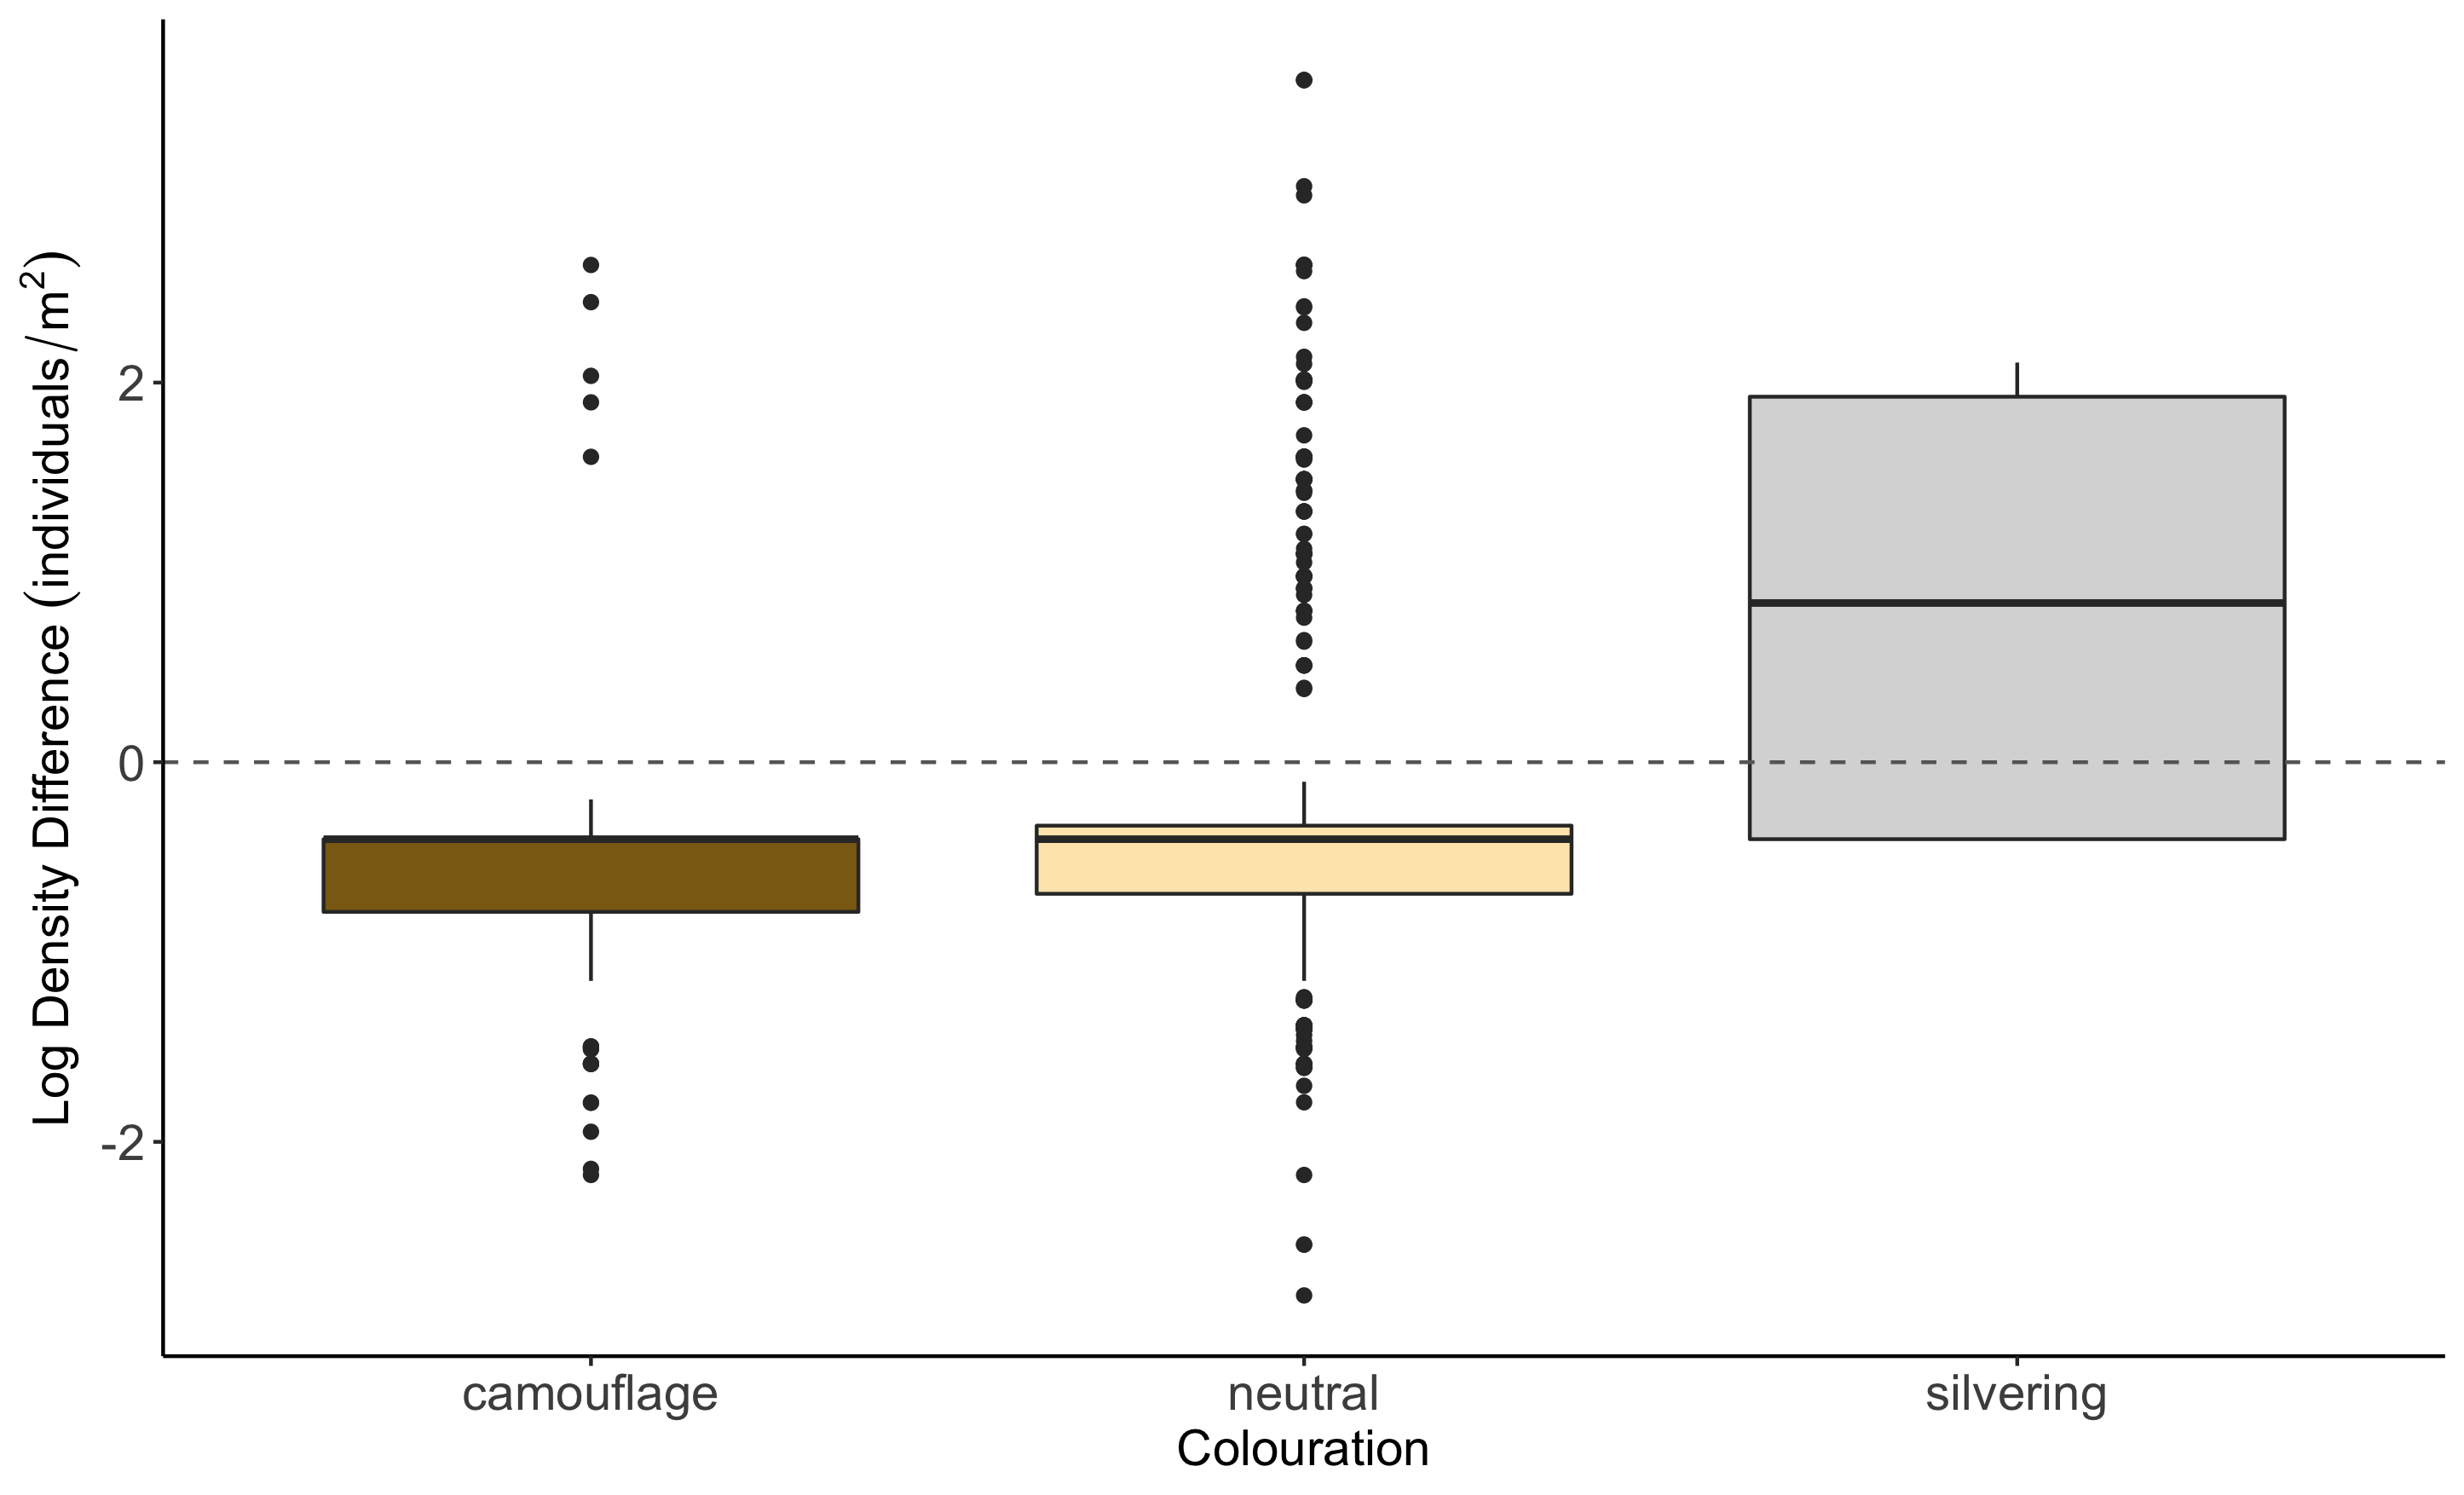 Log Density Difference (individuals/m²)
2
0
-2
camouflage
neutral
silvering
Colouration